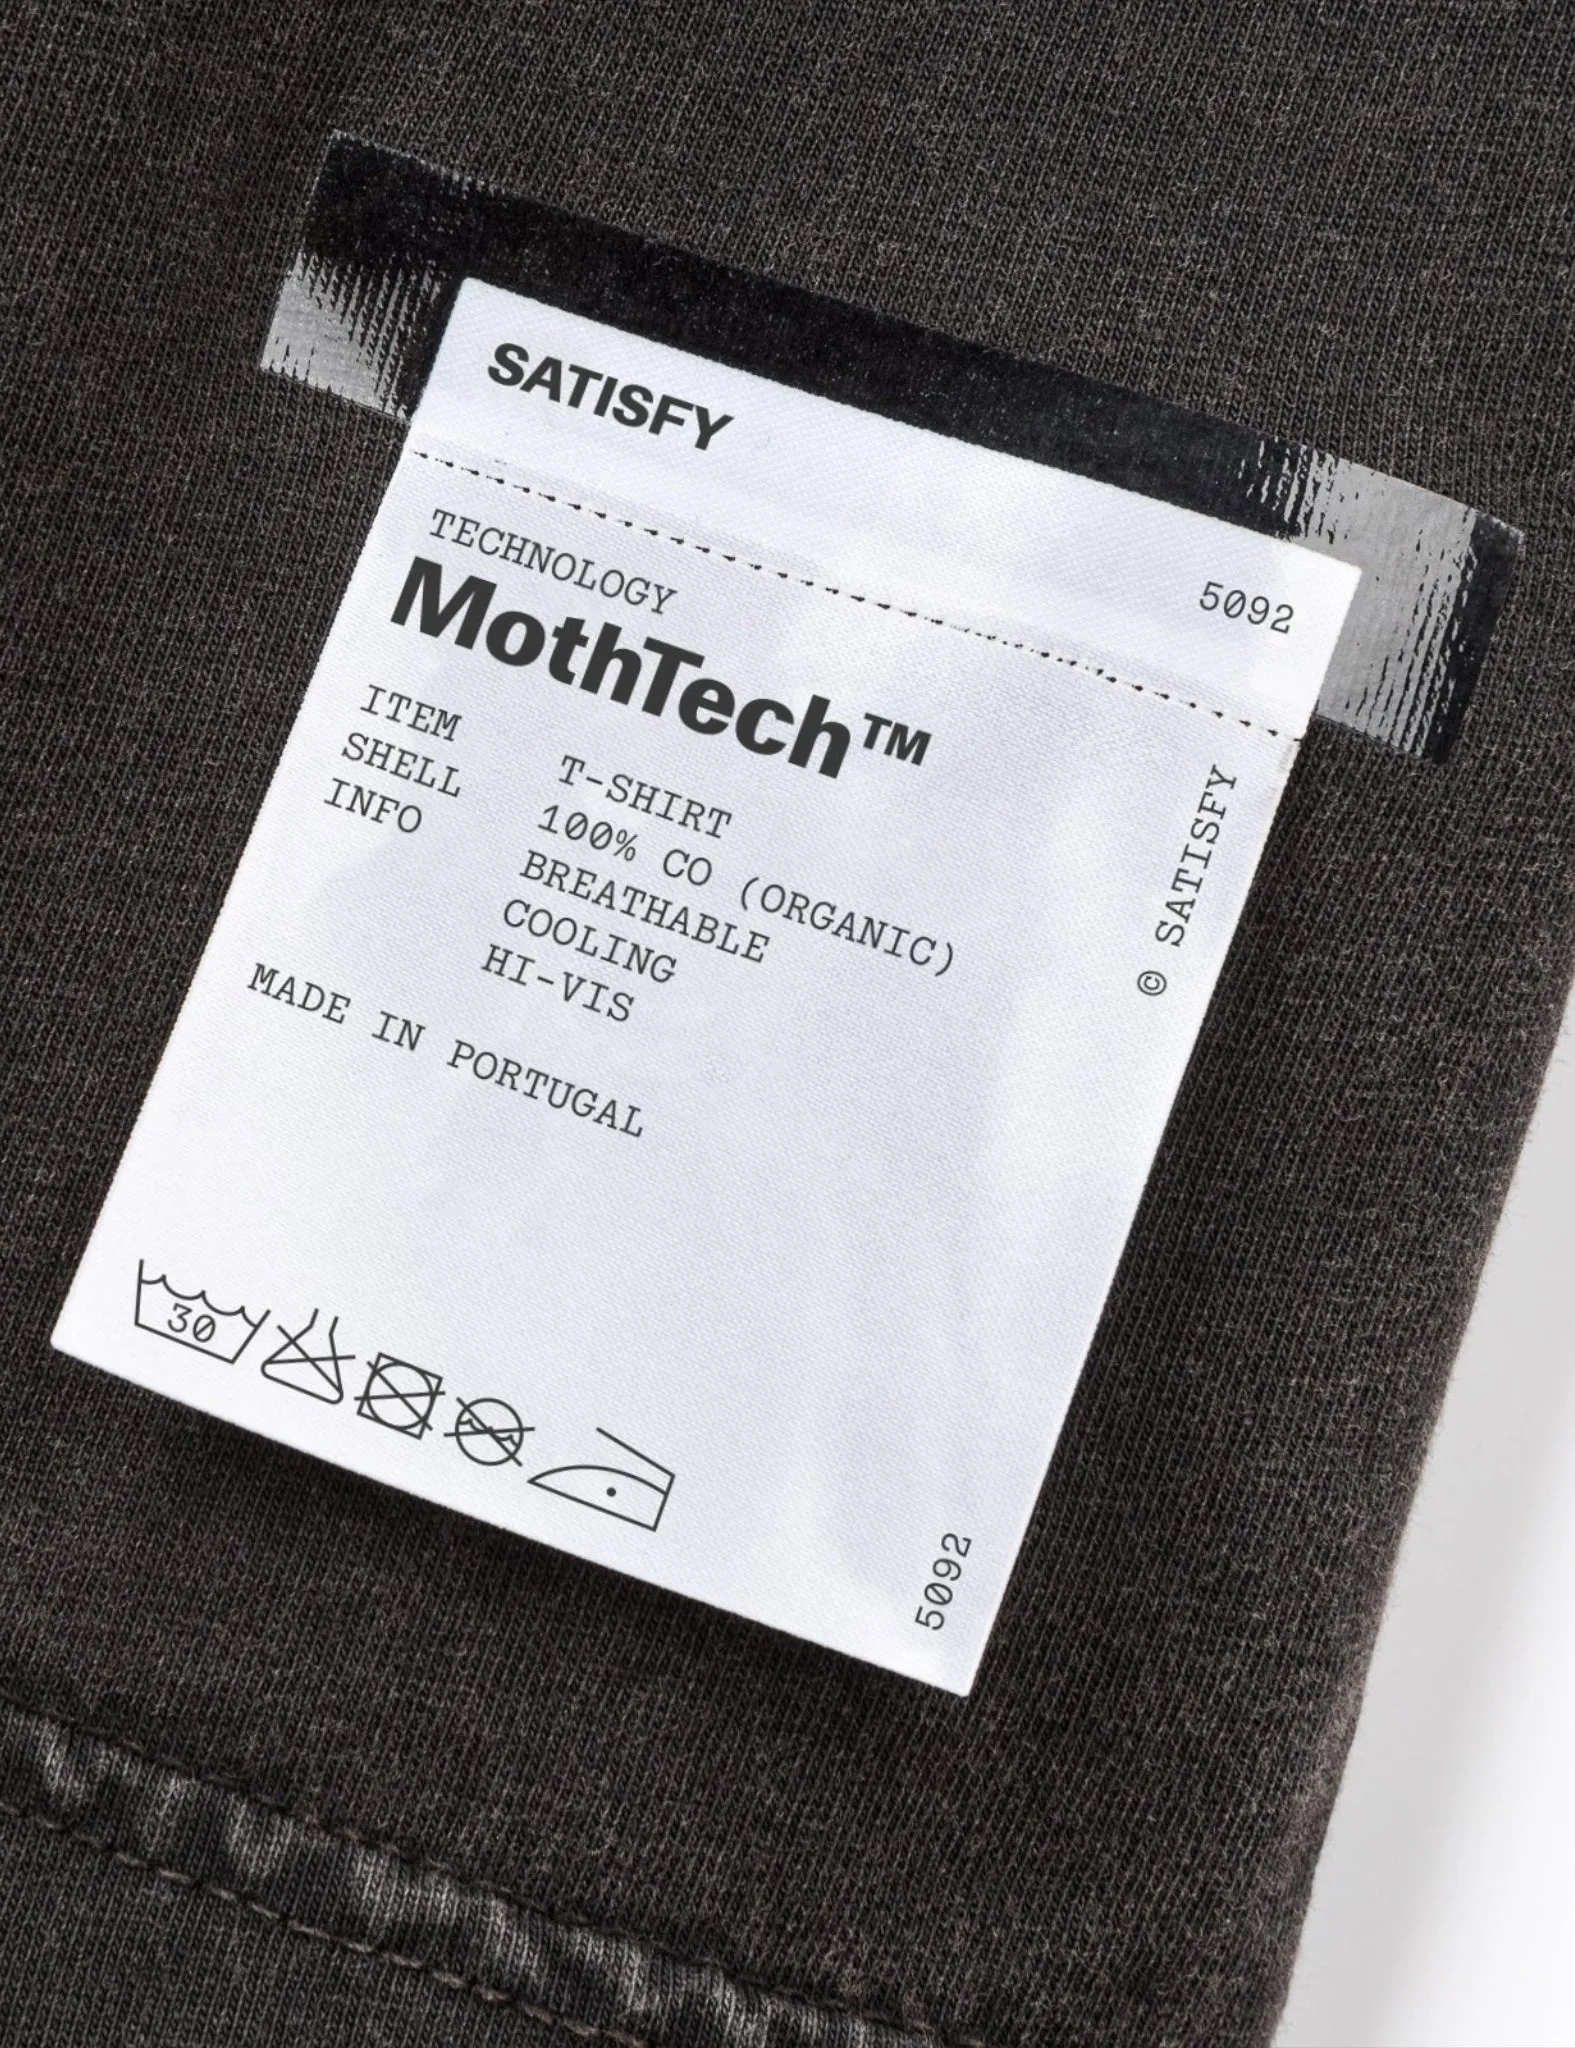 SATISFY
5092
TECHNOLOGY
MothTech™
ITEM T-SHIRT
SHELL 100% CO (ORGANIC)
INFO BREATHABLE
COOLING
HI-VIS
MADE IN PORTUGAL
© SATISFY
30
5092